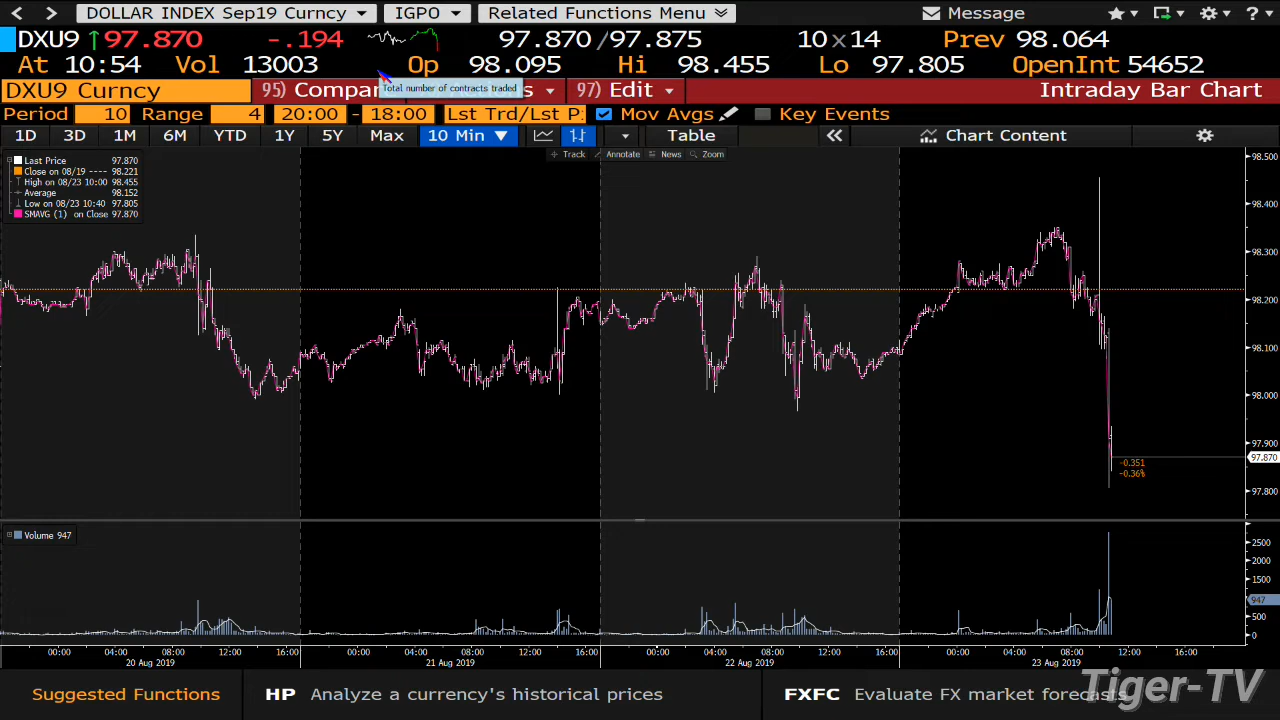 DOLLAR INDEX Sep19 Curncy IGPO Related Functions Menu Message ?
DXU9 ↑97.870 -.194 97.870 /97.875 10x14 Prev 98.064
At 10:54 Vol 13003 Op 98.095 Hi 98.455 Lo 97.805 OpenInt 54652
DXU9 Curncy 95) Compar 97) Edit Intraday Bar Chart
Total number of contracts traded
Period 10 Range 4 20:00 - 18:00 Lst Trd/Lst P Mov Avgs Key Events
1D 3D 1M 6M YTD 1Y 5Y Max 10 Min ▼ Table Chart Content
Track Annotate News Zoom
Last Price 97.870
Close on 08/19 ---- 98.221
High on 08/23 10:00 98.455
Average 98.152
Low on 08/23 10:40 97.805
SMAVG (1) on Close 97.870
98.500
98.400
98.300
98.200
98.100
98.000
97.900
97.870
-0.351
-0.36%
97.800
Volume 947
2500
2000
1500
947
500
0
00:00 04:00 08:00 12:00 16:00 00:00 04:00 08:00 12:00 16:00 00:00 04:00 08:00 12:00 16:00 00:00 04:00 08:00 12:00 16:00
20 Aug 2019 21 Aug 2019 22 Aug 2019 23 Aug 2019
Suggested Functions HP Analyze a currency's historical prices FXFC Evaluate FX market forecasts
Tiger-TV